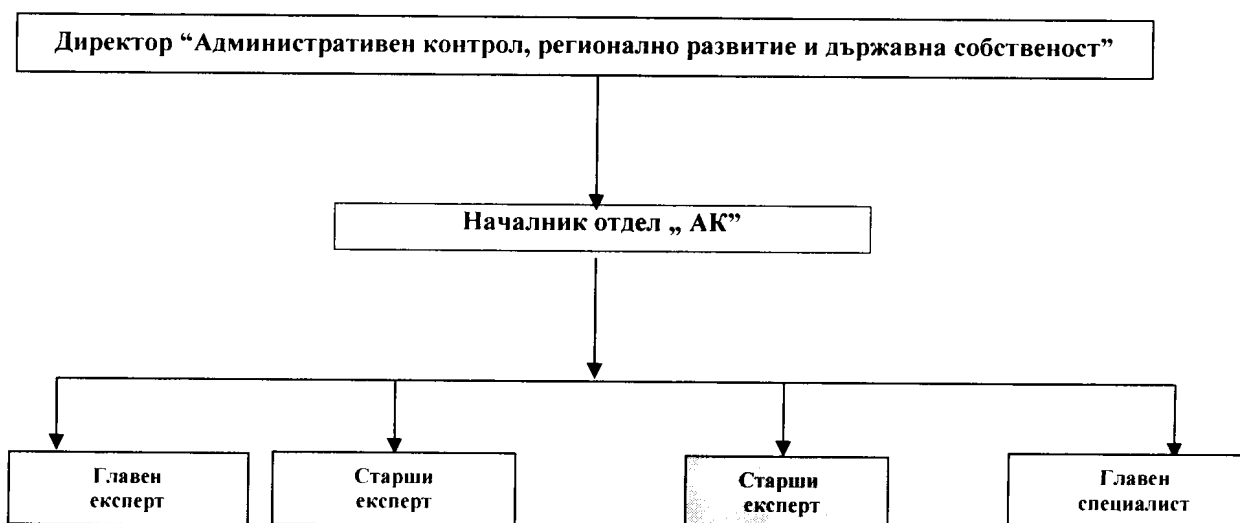 Директор “Административен контрол, регионално развитие и държавна собственост”
Началник отдел „ АК”
Главен
експерт
Старши
експерт
Старши
експерт
Главен
специалист